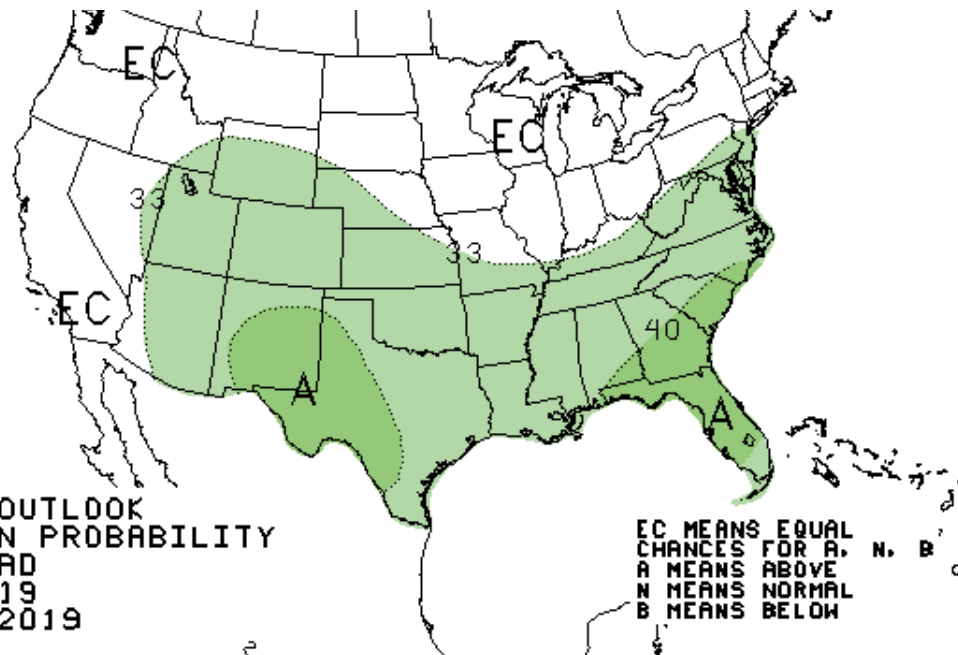 EC
EC
33
33
EC
40
A
A
OUTLOOK
N PROBABILITY
AD
19
2019
EC MEANS EQUAL
CHANCES FOR A, N, B
A MEANS ABOVE
N MEANS NORMAL
B MEANS BELOW